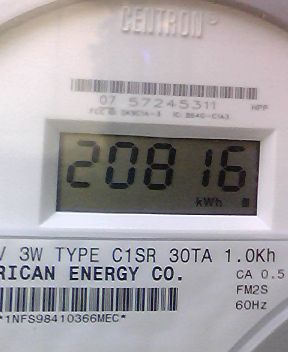 CENTRON®
07 57245311 HPP
20816
kWh
V 3W TYPE C1SR 30TA 1.0Kh
RICAN ENERGY CO. CA 0.5
FM2S
*1NFS98410366MEC* 60Hz